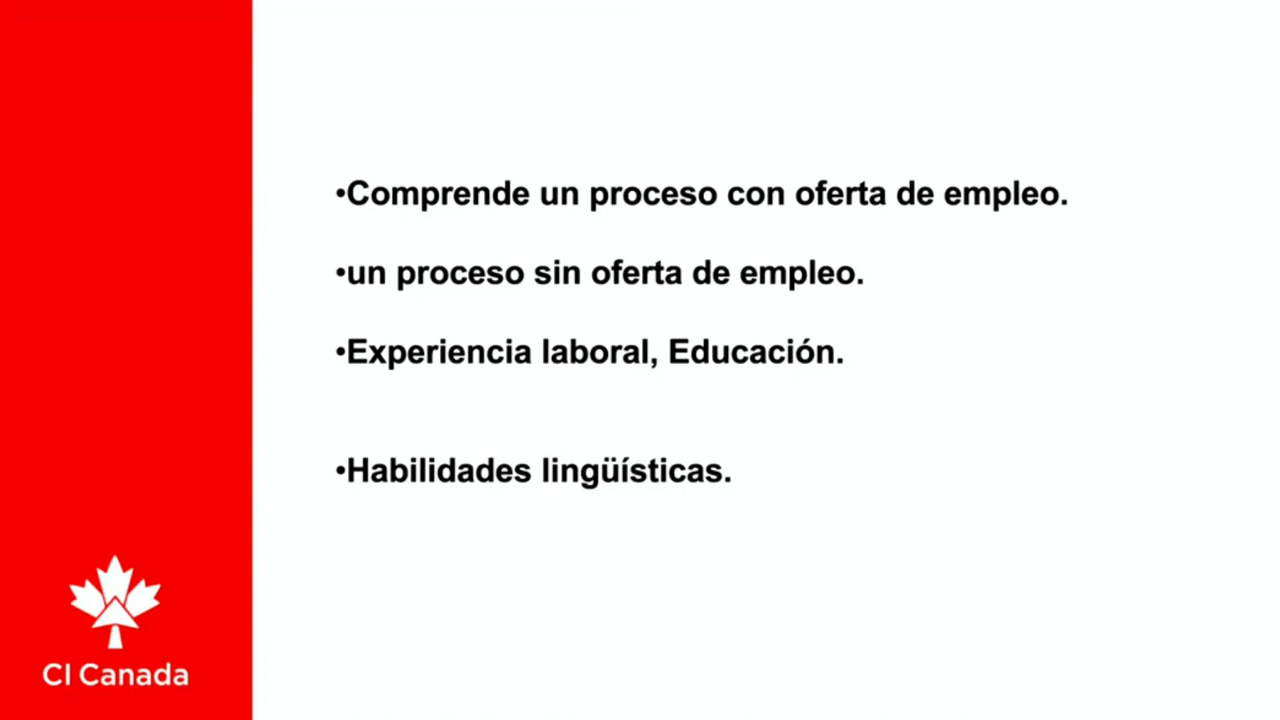 •Comprende un proceso con oferta de empleo.
•un proceso sin oferta de empleo.
•Experiencia laboral, Educación.
•Habilidades lingüísticas.
CI Canada